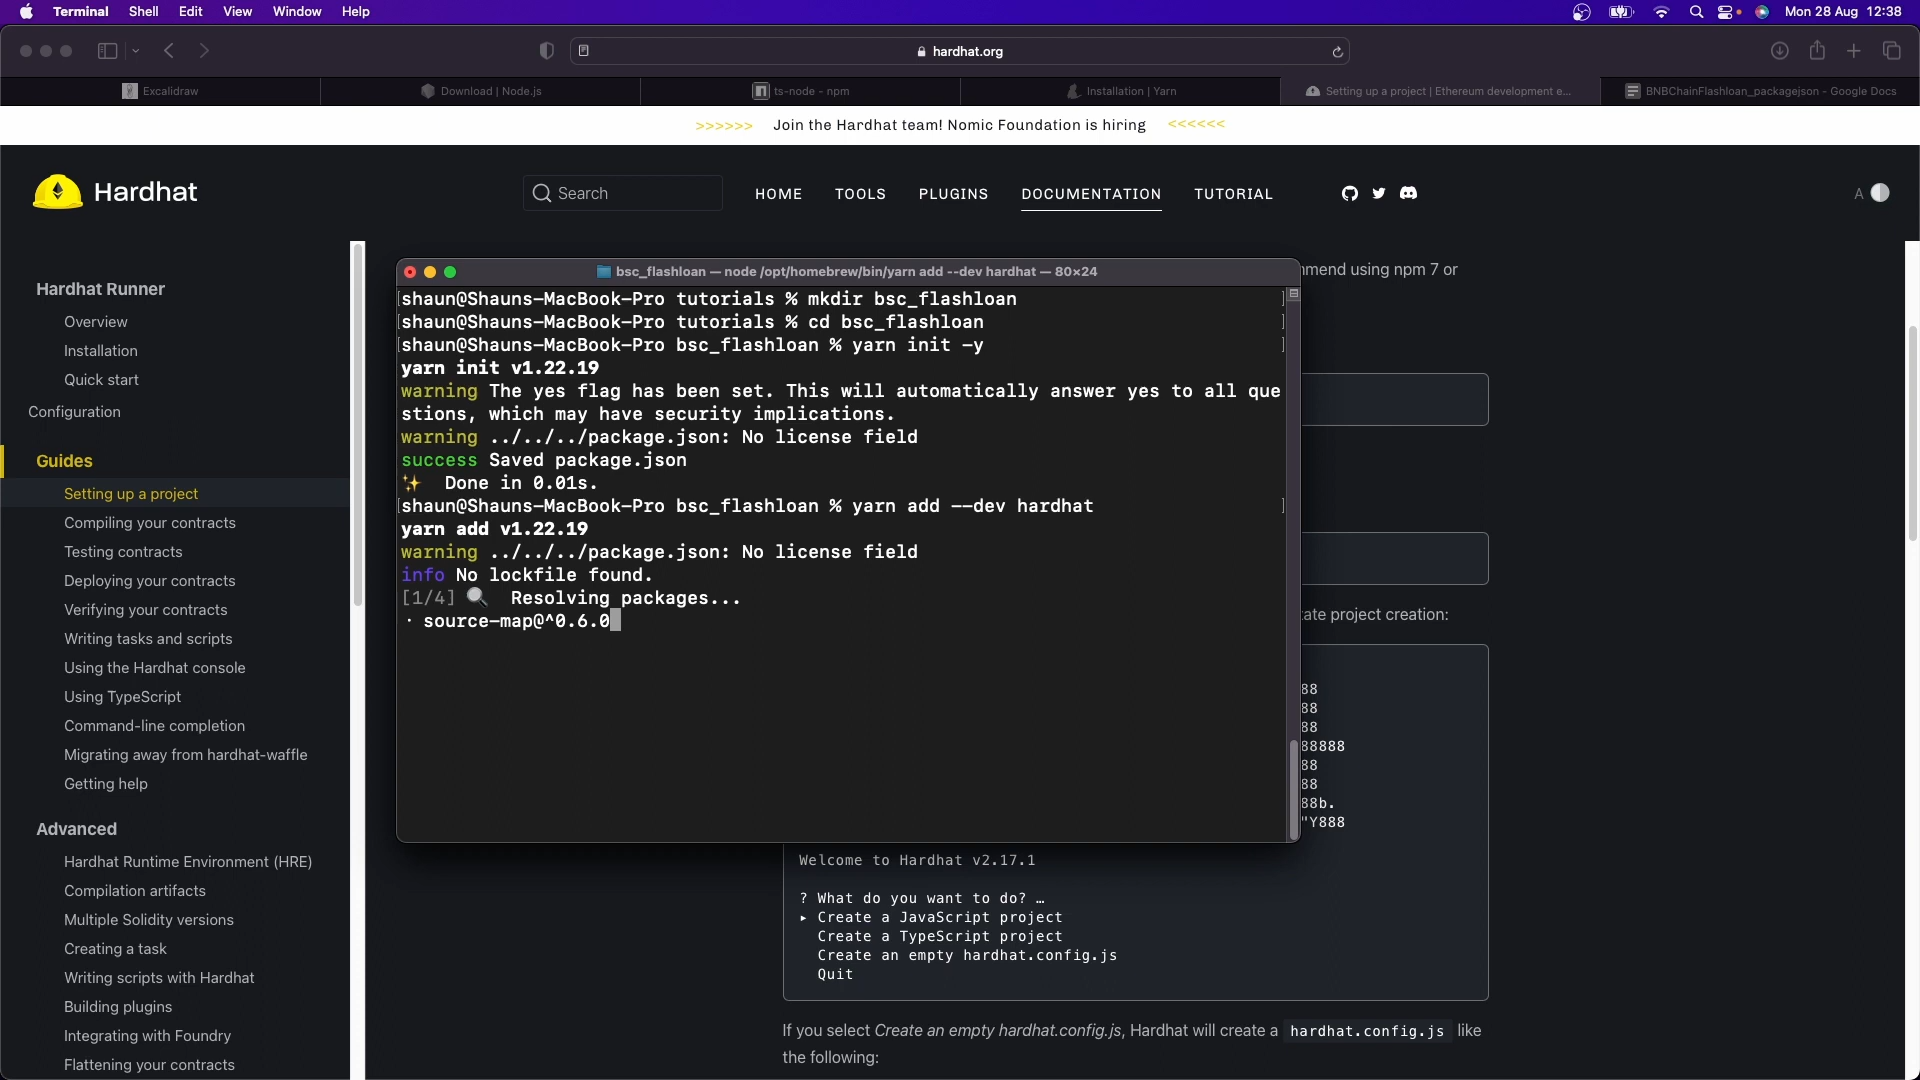 Terminal Shell Edit View Window Help Mon 28 Aug 12:38
hardhat.org
Excalidraw Download | Node.js ts-node - npm Installation | Yarn Setting up a project | Ethereum development e... BNBChainFlashloan_packagejson - Google Docs
>>>>>> Join the Hardhat team! Nomic Foundation is hiring <<<<<<
Hardhat Search HOME TOOLS PLUGINS DOCUMENTATION TUTORIAL A
Hardhat Runner
Overview
Installation
Quick start
Configuration
Guides
Setting up a project
Compiling your contracts
Testing contracts
Deploying your contracts
Verifying your contracts
Writing tasks and scripts
Using the Hardhat console
Using TypeScript
Command-line completion
Migrating away from hardhat-waffle
Getting help
Advanced
Hardhat Runtime Environment (HRE)
Compilation artifacts
Multiple Solidity versions
Creating a task
Writing scripts with Hardhat
Building plugins
Integrating with Foundry
Flattening your contracts
bsc_flashloan — node /opt/homebrew/bin/yarn add --dev hardhat — 80×24
[shaun@Shauns-MacBook-Pro tutorials % mkdir bsc_flashloan ]
[shaun@Shauns-MacBook-Pro tutorials % cd bsc_flashloan ]
[shaun@Shauns-MacBook-Pro bsc_flashloan % yarn init -y ]
yarn init v1.22.19
warning The yes flag has been set. This will automatically answer yes to all que
stions, which may have security implications.
warning ../../../package.json: No license field
success Saved package.json
✨ Done in 0.01s.
[shaun@Shauns-MacBook-Pro bsc_flashloan % yarn add --dev hardhat ]
yarn add v1.22.19
warning ../../../package.json: No license field
info No lockfile found.
[1/4] 🔍 Resolving packages...
· source-map@^0.6.0
mend using npm 7 or
ate project creation:
88
88
88
88888
88
88
88b.
"Y888
Welcome to Hardhat v2.17.1
? What do you want to do? …
▸ Create a JavaScript project
Create a TypeScript project
Create an empty hardhat.config.js
Quit
If you select Create an empty hardhat.config.js, Hardhat will create a hardhat.config.js like
the following: